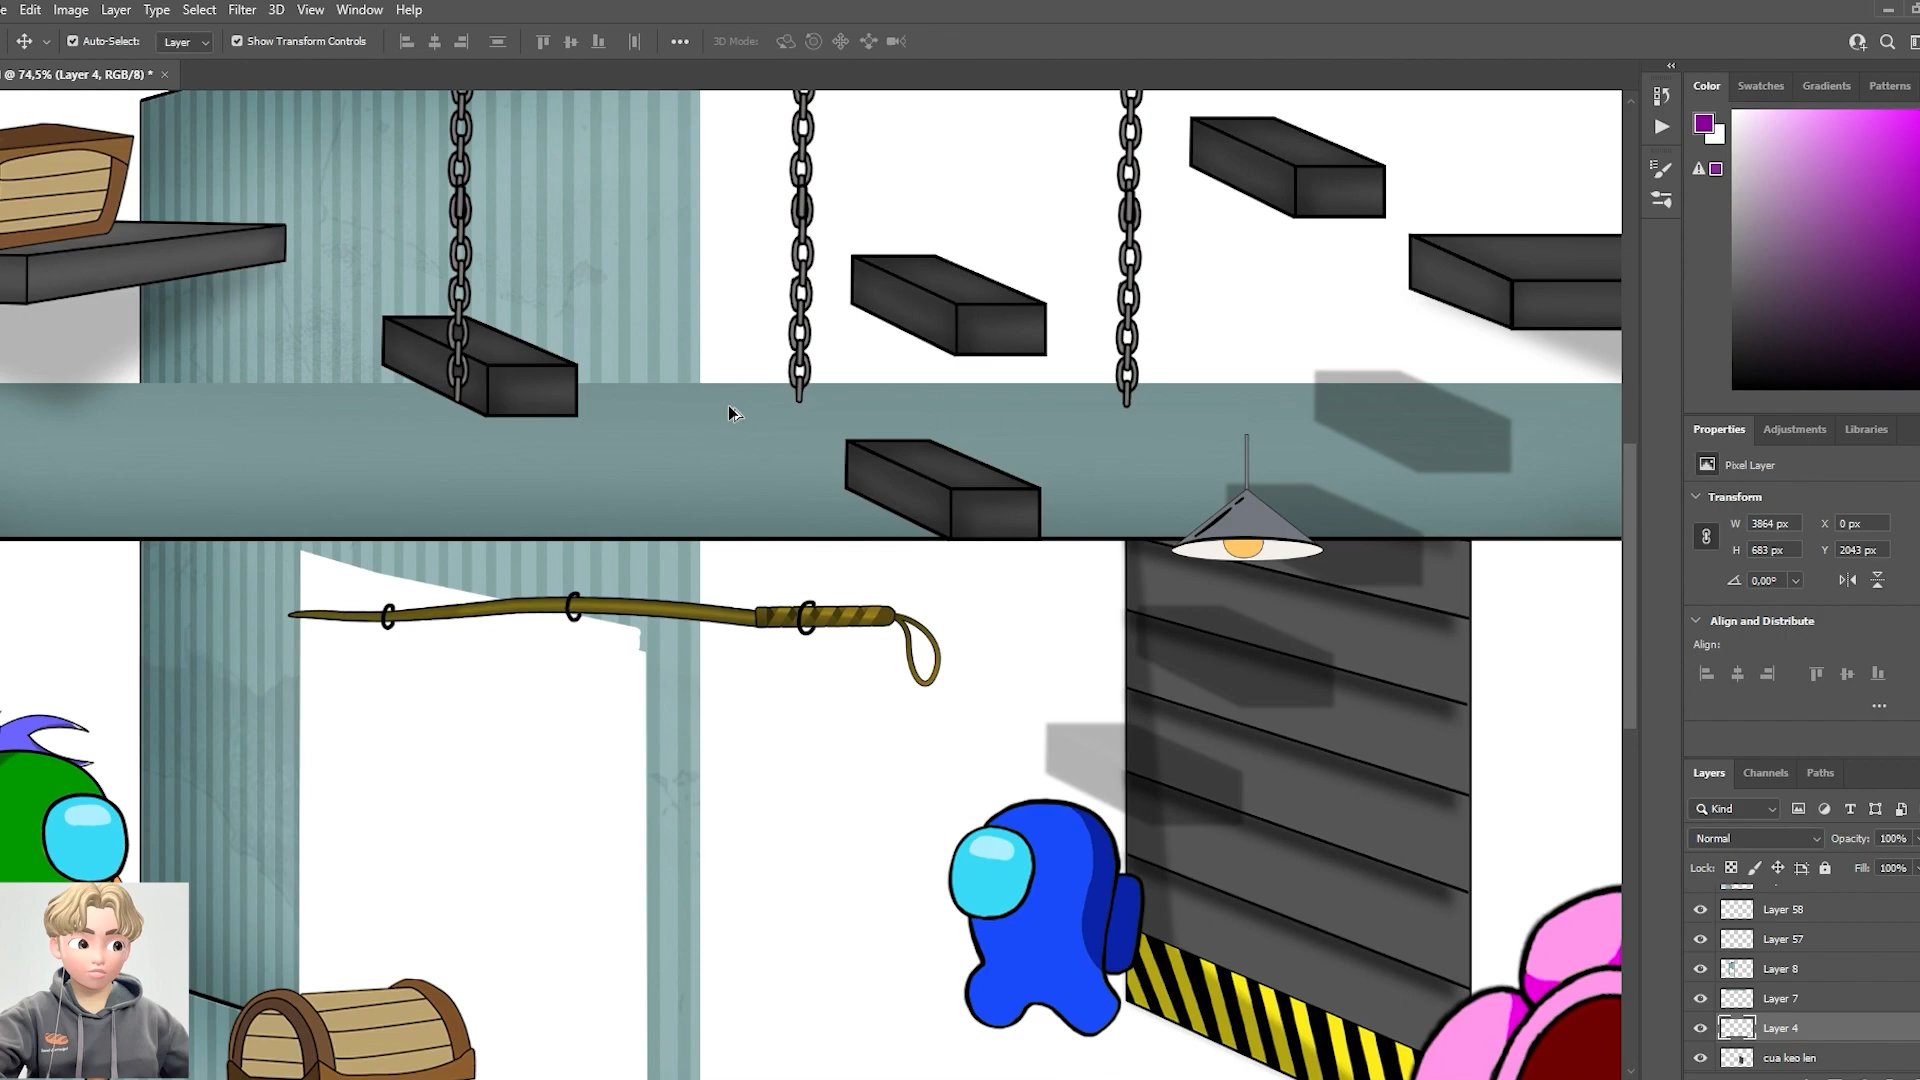 Edit Image Layer Type Select Filter 3D View Window Help
Auto-Select: Layer Show Transform Controls 3D Mode:
@ 74,5% (Layer 4, RGB/8) *
Color Swatches Gradients Patterns
Properties Adjustments Libraries
Pixel Layer
Transform
W 3864 px X 0 px
H 683 px Y 2043 px
0,00°
Align and Distribute
Align:
Layers Channels Paths
Kind
Normal Opacity: 100%
Lock: Fill: 100%
Layer 58
Layer 57
Layer 8
Layer 7
Layer 4
cua keo len